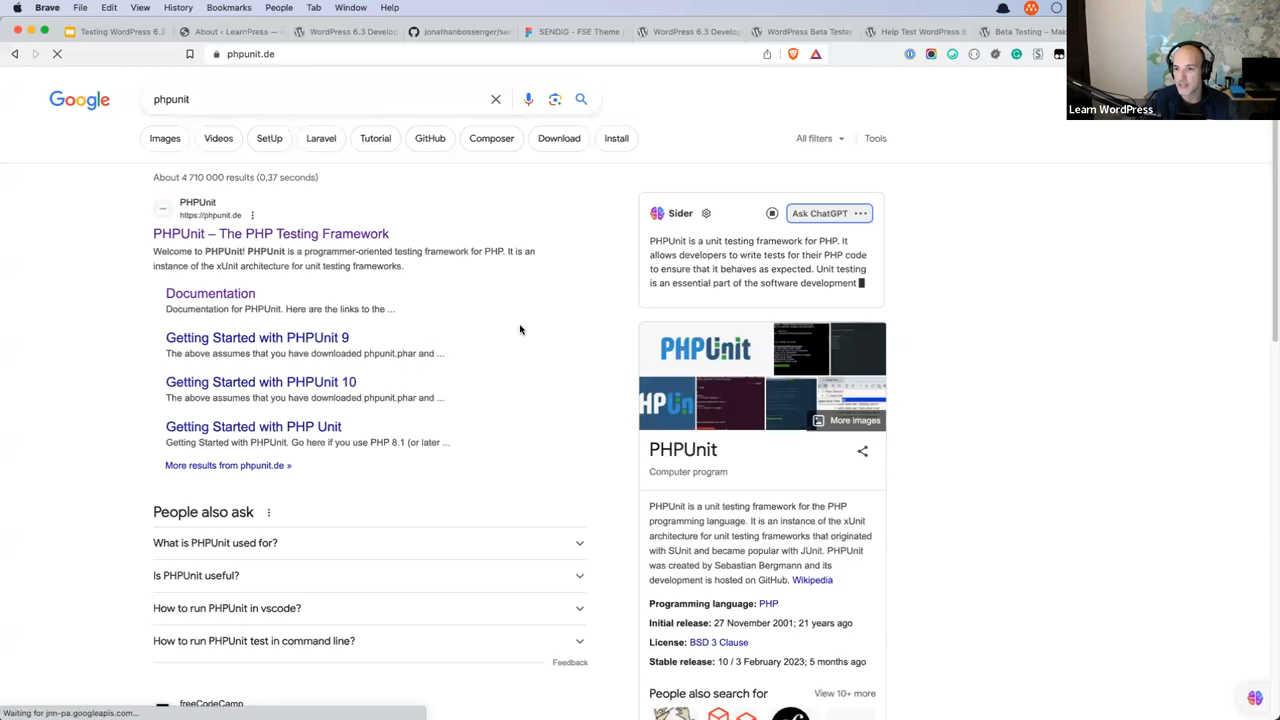 Brave File Edit View History Bookmarks People Tab Window Help
Testing WordPress 6.3
About ‹ LearnPress —
WordPress 6.3 Develop
jonathanbossenger/ser
SENDIG - FSE Theme
WordPress 6.3 Develop
WordPress Beta Tester
Help Test WordPress
Beta Testing – Make
phpunit.de
Learn WordPress
Google
phpunit
Images Videos SetUp Laravel Tutorial GitHub Composer Download Install
All filters Tools
About 4 710 000 results (0,37 seconds)
PHPUnit
https://phpunit.de
PHPUnit – The PHP Testing Framework
Welcome to PHPUnit! PHPUnit is a programmer-oriented testing framework for PHP. It is an
instance of the xUnit architecture for unit testing frameworks.
Documentation
Documentation for PHPUnit. Here are the links to the ...
Getting Started with PHPUnit 9
The above assumes that you have downloaded phpunit.phar and ...
Getting Started with PHPUnit 10
The above assumes that you have downloaded phpunit.phar and ...
Getting Started with PHP Unit
Getting Started with PHPUnit. Go here if you use PHP 8.1 (or later ...
More results from phpunit.de »
People also ask
What is PHPUnit used for?
Is PHPUnit useful?
How to run PHPUnit in vscode?
How to run PHPUnit test in command line?
Feedback
freeCodeCamp
Waiting for jnn-pa.googleapis.com...
Sider
Ask ChatGPT
PHPUnit is a unit testing framework for PHP. It
allows developers to write tests for their PHP code
to ensure that it behaves as expected. Unit testing
is an essential part of the software development
PHPUnit
More images
PHPUnit
Computer program
PHPUnit is a unit testing framework for the PHP
programming language. It is an instance of the xUnit
architecture for unit testing frameworks that originated
with SUnit and became popular with JUnit. PHPUnit
was created by Sebastian Bergmann and its
development is hosted on GitHub. Wikipedia
Programming language: PHP
Initial release: 27 November 2001; 21 years ago
License: BSD 3 Clause
Stable release: 10 / 3 February 2023; 5 months ago
People also search for
View 10+ more